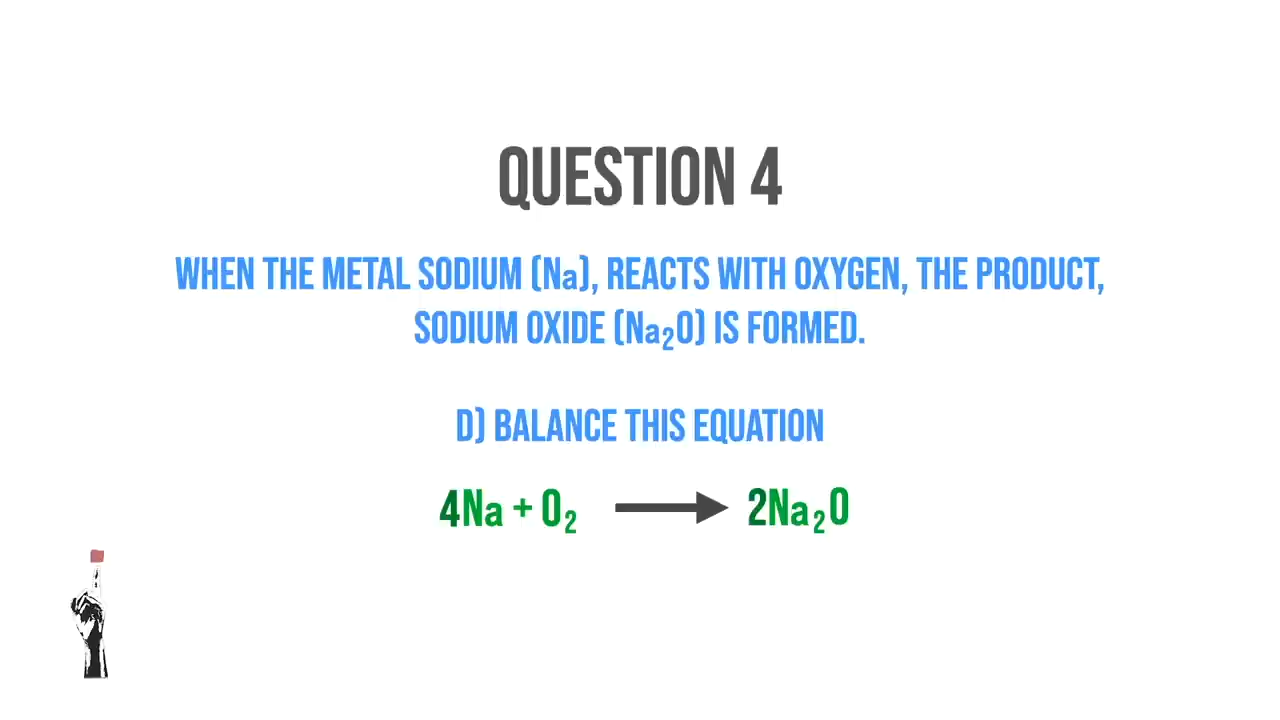 QUESTION 4
WHEN THE METAL SODIUM (Na), REACTS WITH OXYGEN, THE PRODUCT,
SODIUM OXIDE (Na₂O) IS FORMED.
D) BALANCE THIS EQUATION
4Na + O₂ → 2Na₂O